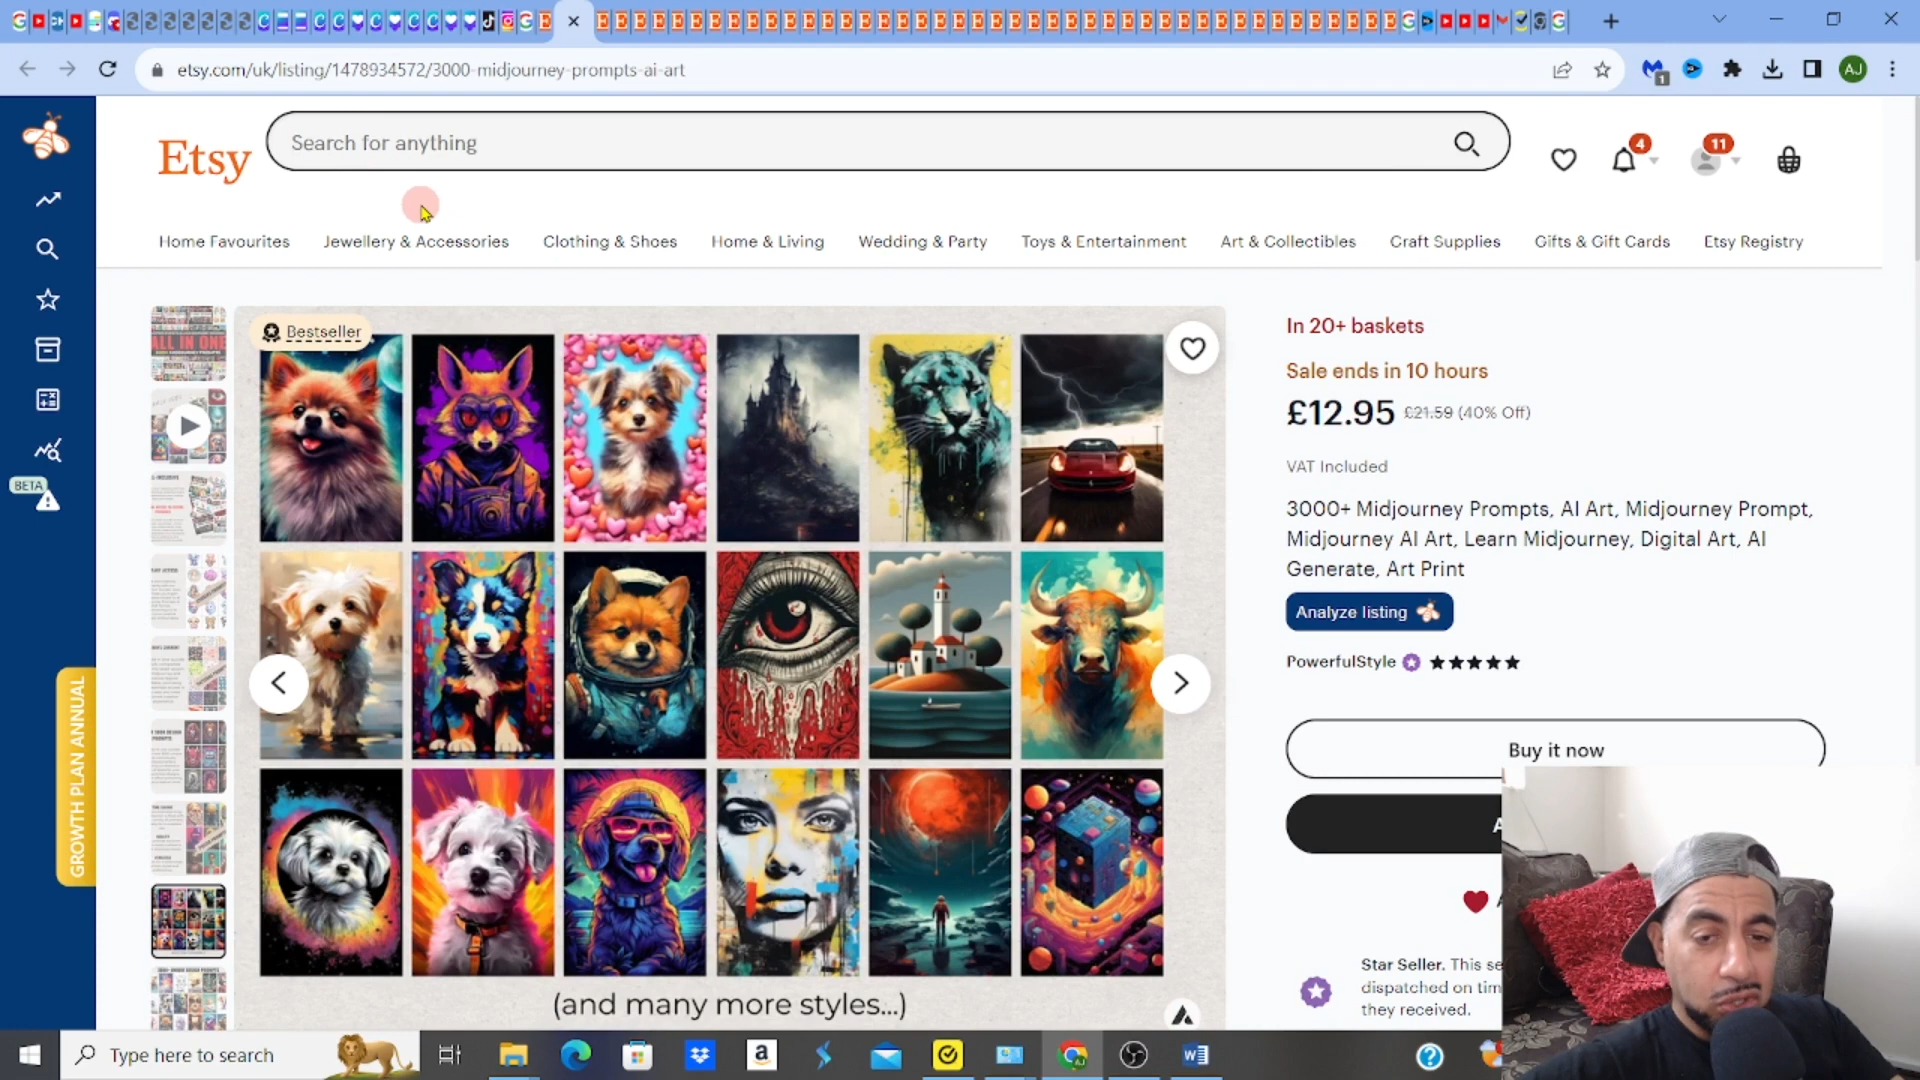 etsy.com/uk/listing/1478934572/3000-midjourney-prompts-ai-art
1
AJ
Etsy
Search for anything
4
11
Home Favourites
Jewellery & Accessories
Clothing & Shoes
Home & Living
Wedding & Party
Toys & Entertainment
Art & Collectibles
Craft Supplies
Gifts & Gift Cards
Etsy Registry
BETA
GROWTH PLAN ANNUAL
ALL IN ONE
Bestseller
(and many more styles...)
In 20+ baskets
Sale ends in 10 hours
£12.95 £21.59 (40% Off)
VAT Included
3000+ Midjourney Prompts, AI Art, Midjourney Prompt,
Midjourney AI Art, Learn Midjourney, Digital Art, AI
Generate, Art Print
Analyze listing
PowerfulStyle
Buy it now
Star Seller. This se
dispatched on tim
they received.
Type here to search